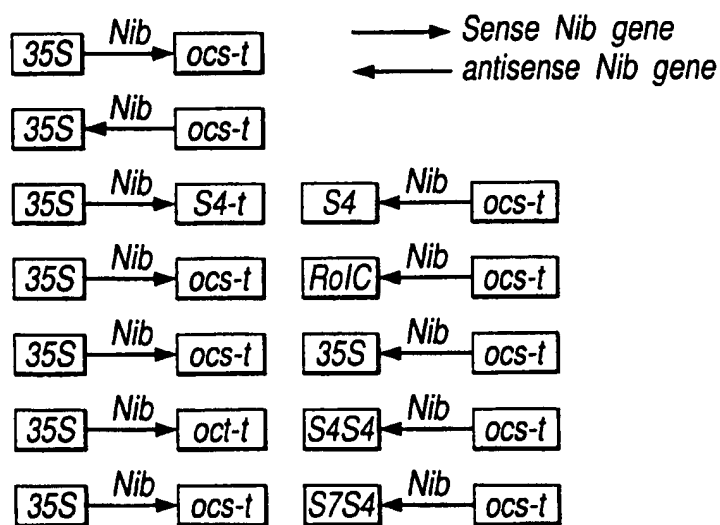 Nib
35S ocs-t
Sense Nib gene
antisense Nib gene
Nib
35S ocs-t
Nib Nib
35S S4-t S4 ocs-t
Nib Nib
35S ocs-t RolC ocs-t
Nib Nib
35S ocs-t 35S ocs-t
Nib Nib
35S oct-t S4S4 ocs-t
Nib Nib
35S ocs-t S7S4 ocs-t